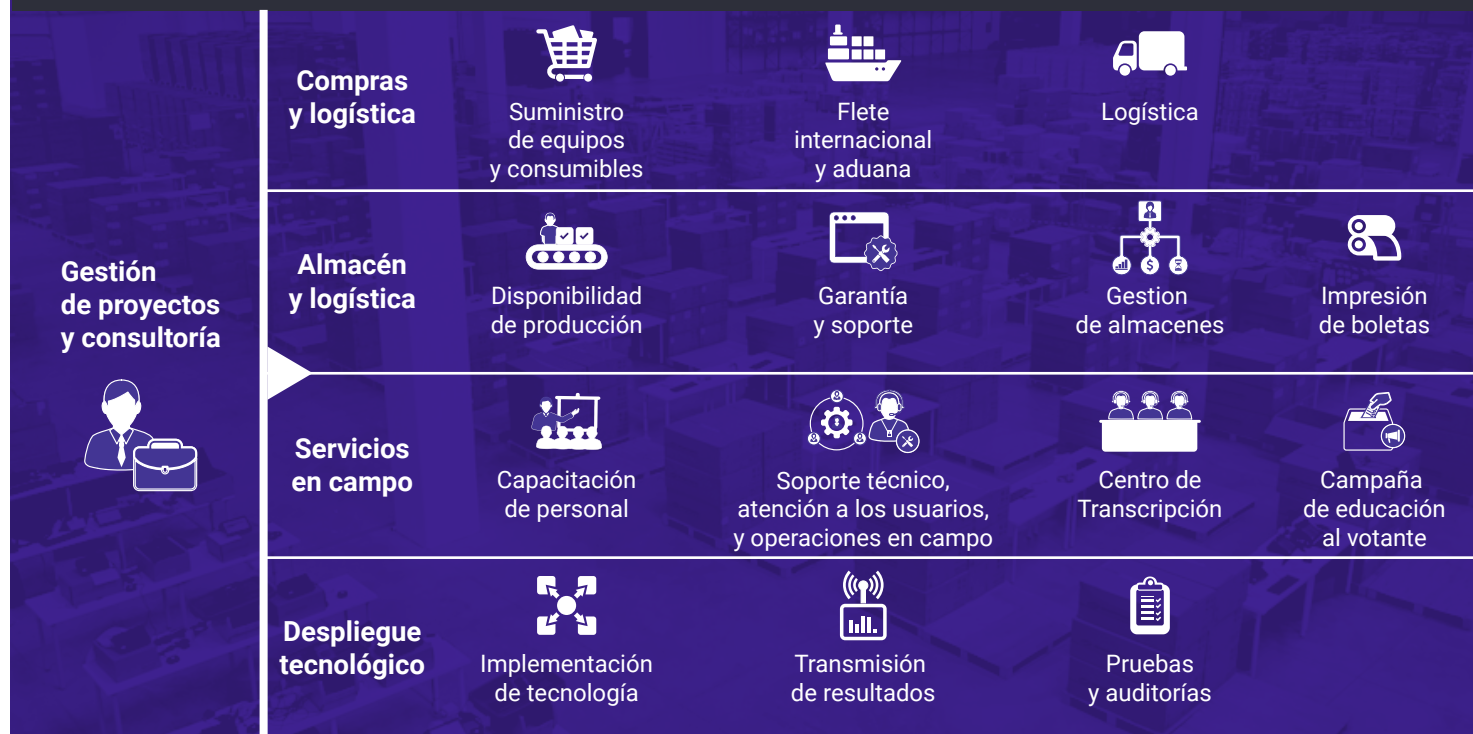 Gestión
de proyectos
y consultoría
Compras
y logística
Suministro
de equipos
y consumibles
Flete
internacional
y aduana
Logística
Almacén
y logística
Disponibilidad
de producción
Garantía
y soporte
Gestion
de almacenes
Impresión
de boletas
Servicios
en campo
Capacitación
de personal
Soporte técnico,
atención a los usuarios,
y operaciones en campo
Centro de
Transcripción
Campaña
de educación
al votante
Despliegue
tecnológico
Implementación
de tecnología
Transmisión
de resultados
Pruebas
y auditorías